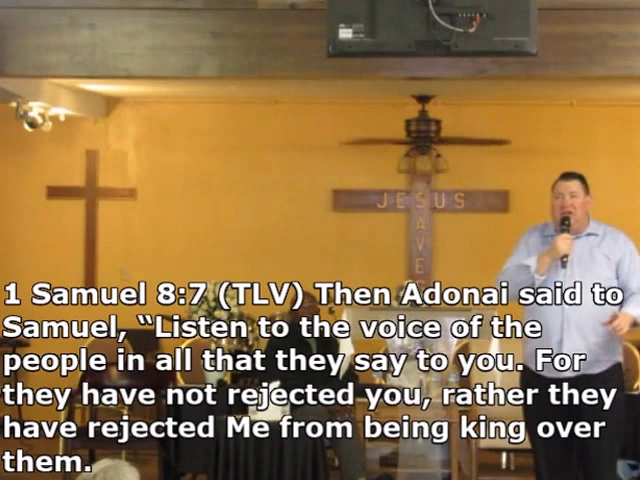 JESUS
SAVES
1 Samuel 8:7 (TLV) Then Adonai said to
Samuel, “Listen to the voice of the
people in all that they say to you. For
they have not rejected you, rather they
have rejected Me from being king over
them.